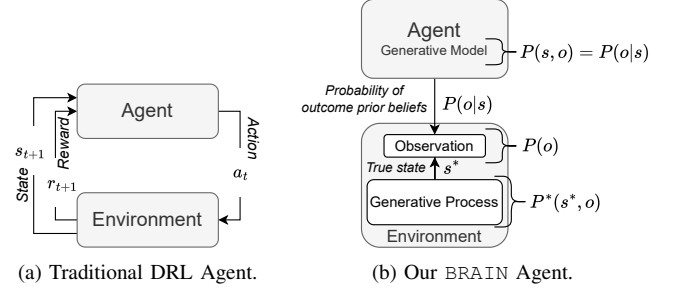 Agent
Action
a_t
Reward
r_{t+1}
s_{t+1}
State
Environment
(a) Traditional DRL Agent.
Agent
Generative Model
P(s, o) = P(o|s)
Probability of
outcome prior beliefs
P(o|s)
Observation
P(o)
True state
s*
Generative Process
P*(s*, o)
Environment
(b) Our BRAIN Agent.